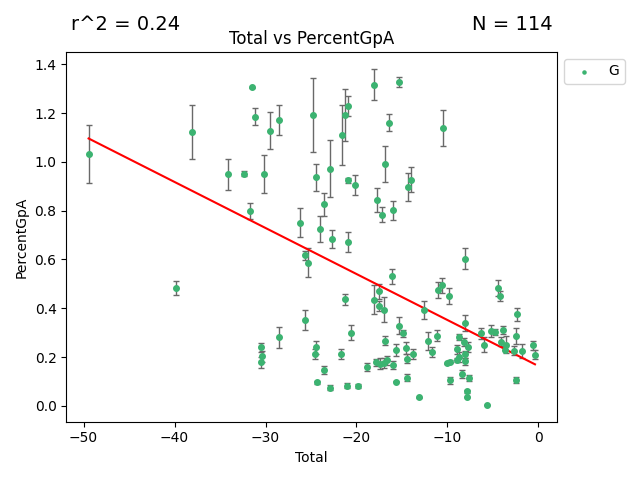 r^2 = 0.24
N = 114
Total vs PercentGpA
G
1.4
1.2
1.0
0.8
0.6
0.4
0.2
0.0
PercentGpA
−50
−40
−30
−20
−10
0
Total